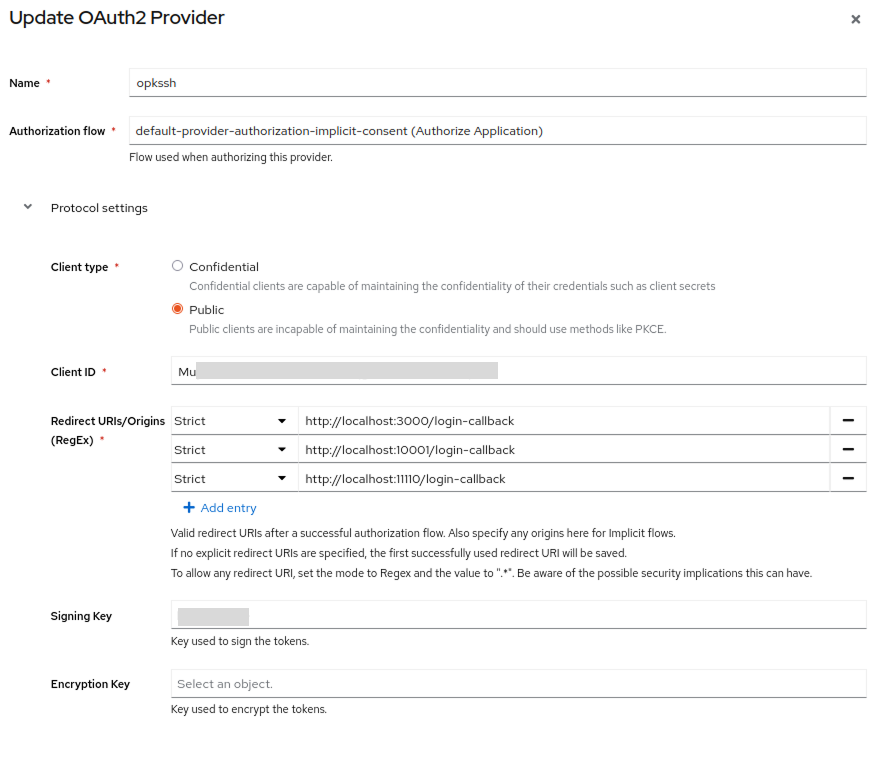 Update OAuth2 Provider
Name *
opkssh
Authorization flow *
default-provider-authorization-implicit-consent (Authorize Application)
Flow used when authorizing this provider.
Protocol settings
Client type *
Confidential
Confidential clients are capable of maintaining the confidentiality of their credentials such as client secrets
Public
Public clients are incapable of maintaining the confidentiality and should use methods like PKCE.
Client ID *
Mu
Redirect URIs/Origins
(RegEx) *
Strict
http://localhost:3000/login-callback
Strict
http://localhost:10001/login-callback
Strict
http://localhost:11110/login-callback
Add entry
Valid redirect URIs after a successful authorization flow. Also specify any origins here for Implicit flows.
If no explicit redirect URIs are specified, the first successfully used redirect URI will be saved.
To allow any redirect URI, set the mode to Regex and the value to ".*". Be aware of the possible security implications this can have.
Signing Key
Key used to sign the tokens.
Encryption Key
Select an object.
Key used to encrypt the tokens.